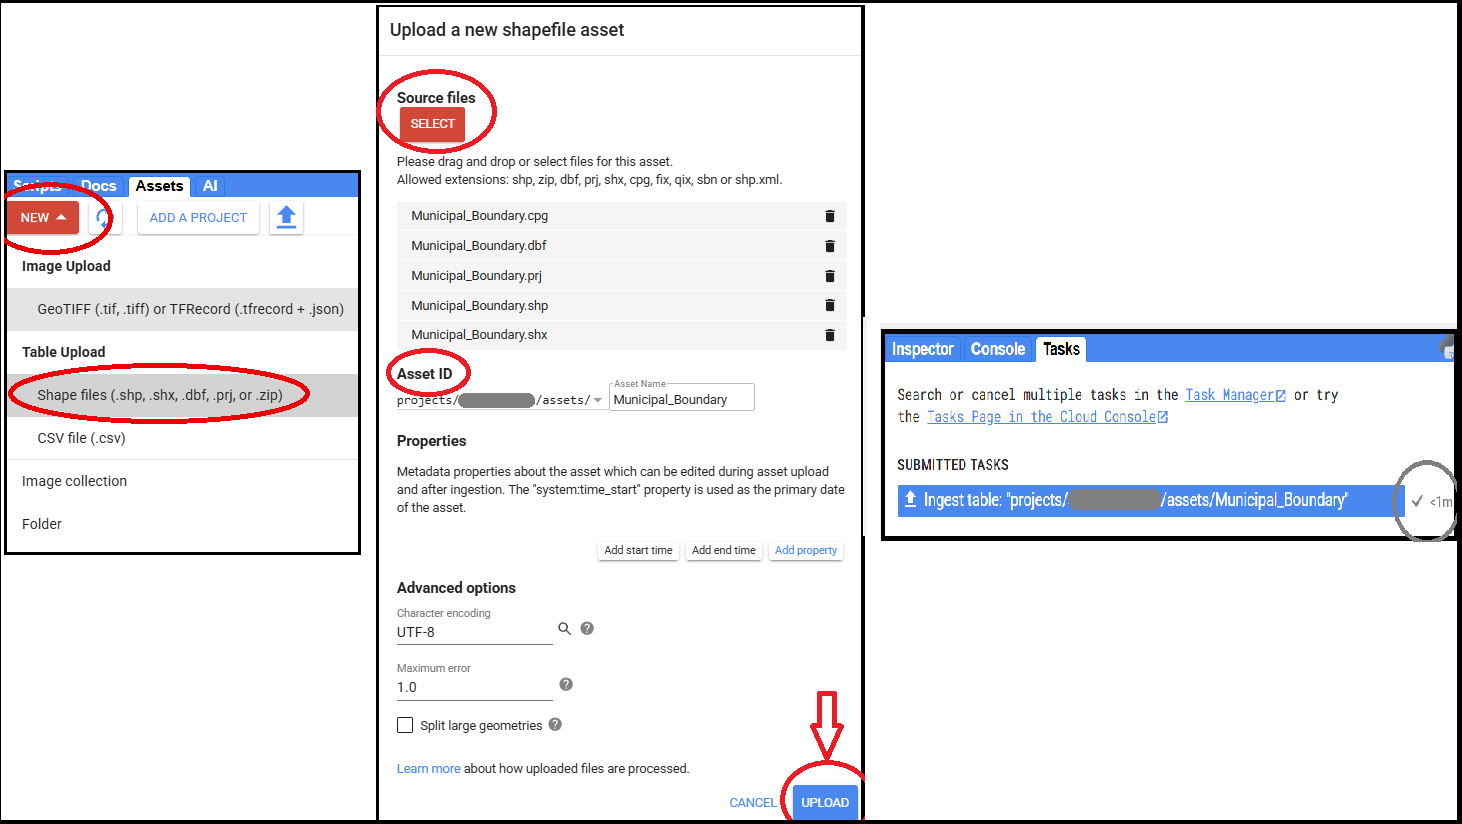 Scripts Docs Assets AI
NEW ADD A PROJECT
Image Upload
GeoTIFF (.tif, .tiff) or TFRecord (.tfrecord + .json)
Table Upload
Shape files (.shp, .shx, .dbf, .prj, or .zip)
CSV file (.csv)
Image collection
Folder
Upload a new shapefile asset
Source files
SELECT
Please drag and drop or select files for this asset.
Allowed extensions: shp, zip, dbf, prj, shx, cpg, fix, qix, sbn or shp.xml.
Municipal_Boundary.cpg
Municipal_Boundary.dbf
Municipal_Boundary.prj
Municipal_Boundary.shp
Municipal_Boundary.shx
Asset ID
Asset Name
projects/ /assets/ Municipal_Boundary
Properties
Metadata properties about the asset which can be edited during asset upload
and after ingestion. The "system:time_start" property is used as the primary date
of the asset.
Add start time Add end time Add property
Advanced options
Character encoding
UTF-8
Maximum error
1.0
Split large geometries
Learn more about how uploaded files are processed.
CANCEL UPLOAD
Inspector Console Tasks
Search or cancel multiple tasks in the Task Manager or try
the Tasks Page in the Cloud Console
SUBMITTED TASKS
Ingest table: "projects/ /assets/Municipal_Boundary" <1m